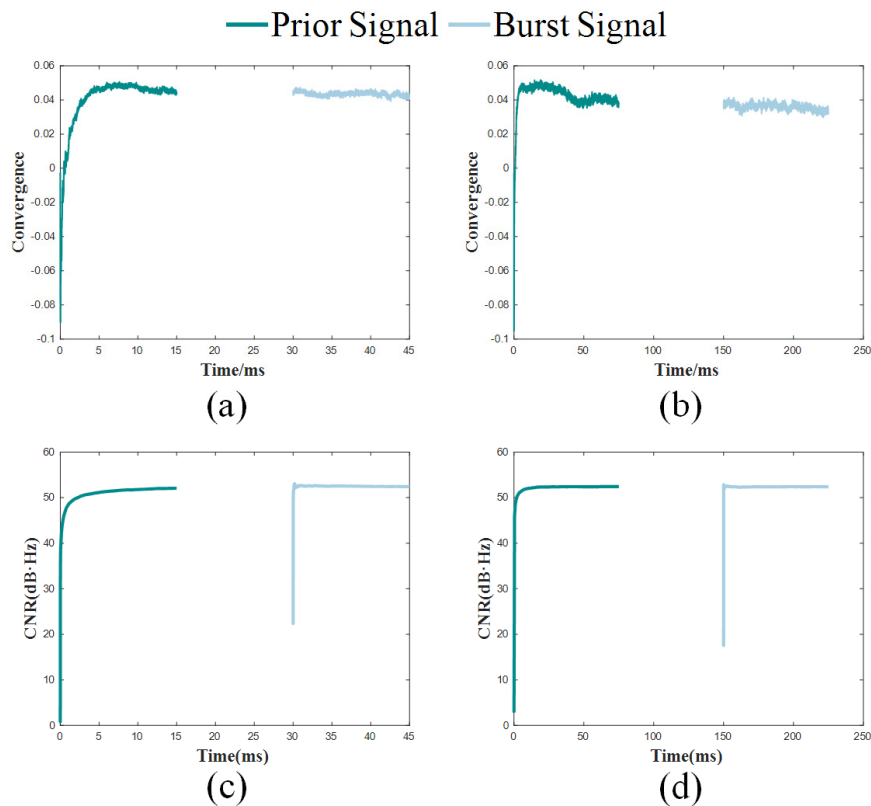 Prior Signal Burst Signal
0.06
0.04
0.02
0
-0.02
-0.04
-0.06
-0.08
-0.1
Convergence
0 5 10 15 20 25 30 35 40 45
Time/ms
(a)
0.06
0.04
0.02
0
-0.02
-0.04
-0.06
-0.08
-0.1
Convergence
0 50 100 150 200 250
Time/ms
(b)
60
50
40
30
20
10
0
CNR(dB·Hz)
0 5 10 15 20 25 30 35 40 45
Time(ms)
(c)
60
50
40
30
20
10
0
CNR(dB·Hz)
0 50 100 150 200 250
Time(ms)
(d)